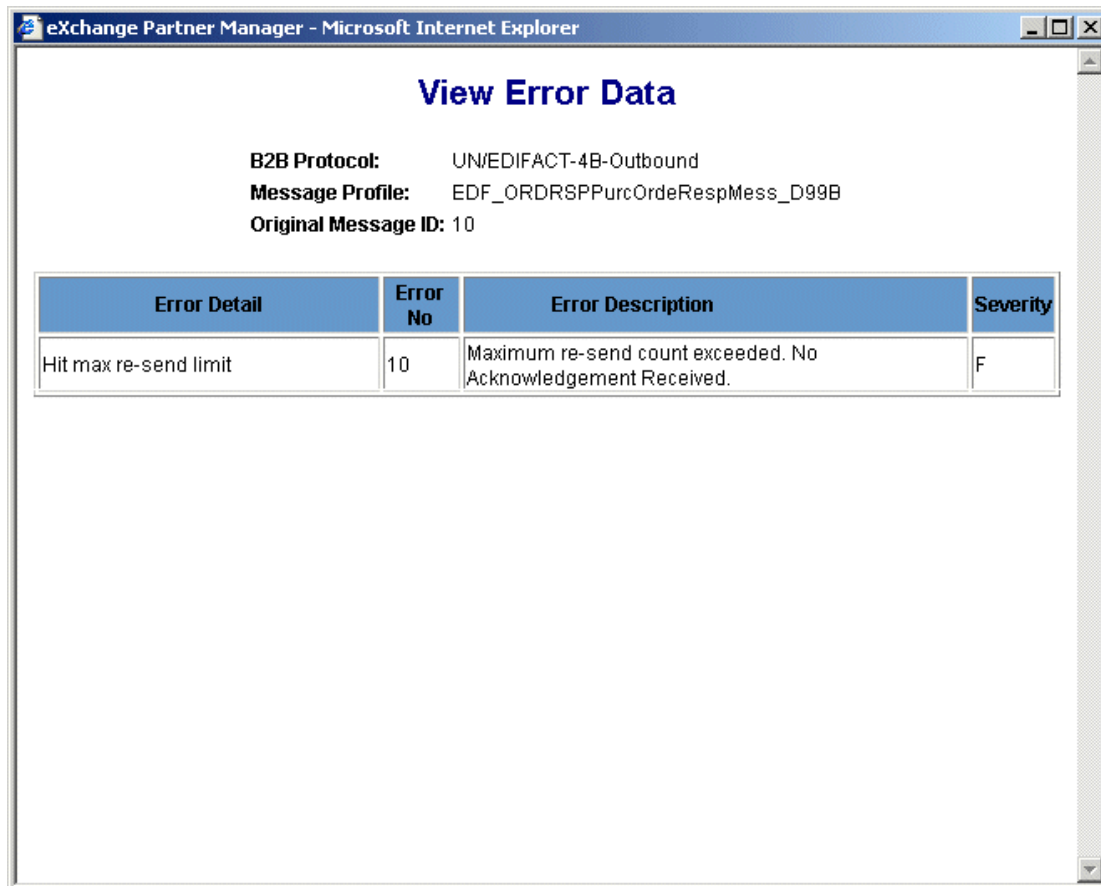 eXchange Partner Manager - Microsoft Internet Explorer
View Error Data
B2B Protocol: UN/EDIFACT-4B-Outbound
Message Profile: EDF_ORDRSPPurcOrdeRespMess_D99B
Original Message ID: 10
Error Detail Error No Error Description Severity
Hit max re-send limit 10 Maximum re-send count exceeded. No Acknowledgement Received. F